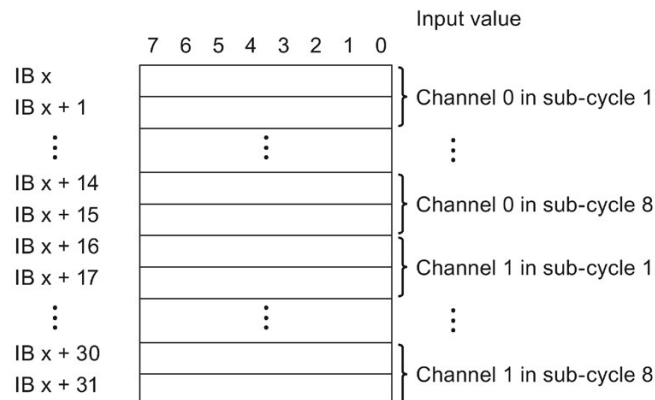 Input value
7 6 5 4 3 2 1 0
IB x
IB x + 1
Channel 0 in sub-cycle 1
⋮ ⋮ ⋮
IB x + 14
IB x + 15
Channel 0 in sub-cycle 8
IB x + 16
IB x + 17
Channel 1 in sub-cycle 1
⋮ ⋮ ⋮
IB x + 30
IB x + 31
Channel 1 in sub-cycle 8